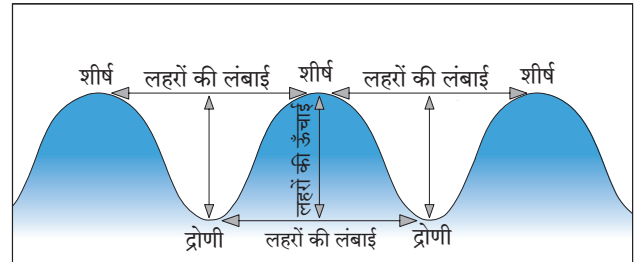 शीर्ष लहरों की लंबाई शीर्ष लहरों की लंबाई शीर्ष
लहरों की ऊँचाई
द्रोणी लहरों की लंबाई द्रोणी